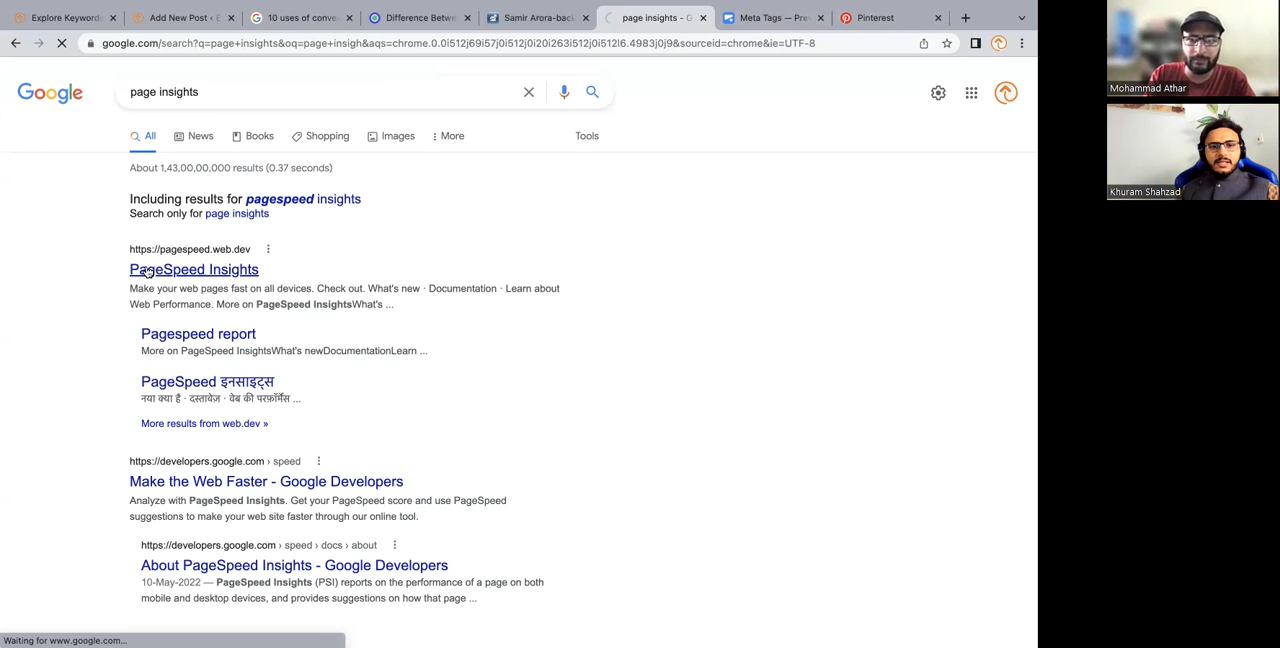 Explore Keywords
Add New Post ‹ E
10 uses of conve
Difference Betw
Samir Arora-bac
page insights - G
Meta Tags — Pre
Pinterest
google.com/search?q=page+insights&oq=page+insigh&aqs=chrome.0.0i512j69i57j0i512j0i20i263i512j0i512l6.4983j0j9&sourceid=chrome&ie=UTF-8
Google
page insights
All
News
Books
Shopping
Images
More
Tools
About 1,43,00,00,000 results (0.37 seconds)
Including results for pagespeed insights
Search only for page insights
https://pagespeed.web.dev
PageSpeed Insights
Make your web pages fast on all devices. Check out. What's new · Documentation · Learn about
Web Performance. More on PageSpeed InsightsWhat's ...
Pagespeed report
More on PageSpeed InsightsWhat's newDocumentationLearn ...
PageSpeed इनसाइट्स
नया क्या है · दस्तावेज़ · वेब की परफ़ॉर्मेंस ...
More results from web.dev »
https://developers.google.com › speed
Make the Web Faster - Google Developers
Analyze with PageSpeed Insights. Get your PageSpeed score and use PageSpeed
suggestions to make your web site faster through our online tool.
https://developers.google.com › speed › docs › about
About PageSpeed Insights - Google Developers
10-May-2022 — PageSpeed Insights (PSI) reports on the performance of a page on both
mobile and desktop devices, and provides suggestions on how that page ...
Waiting for www.google.com...
Mohammad Athar
Khuram Shahzad